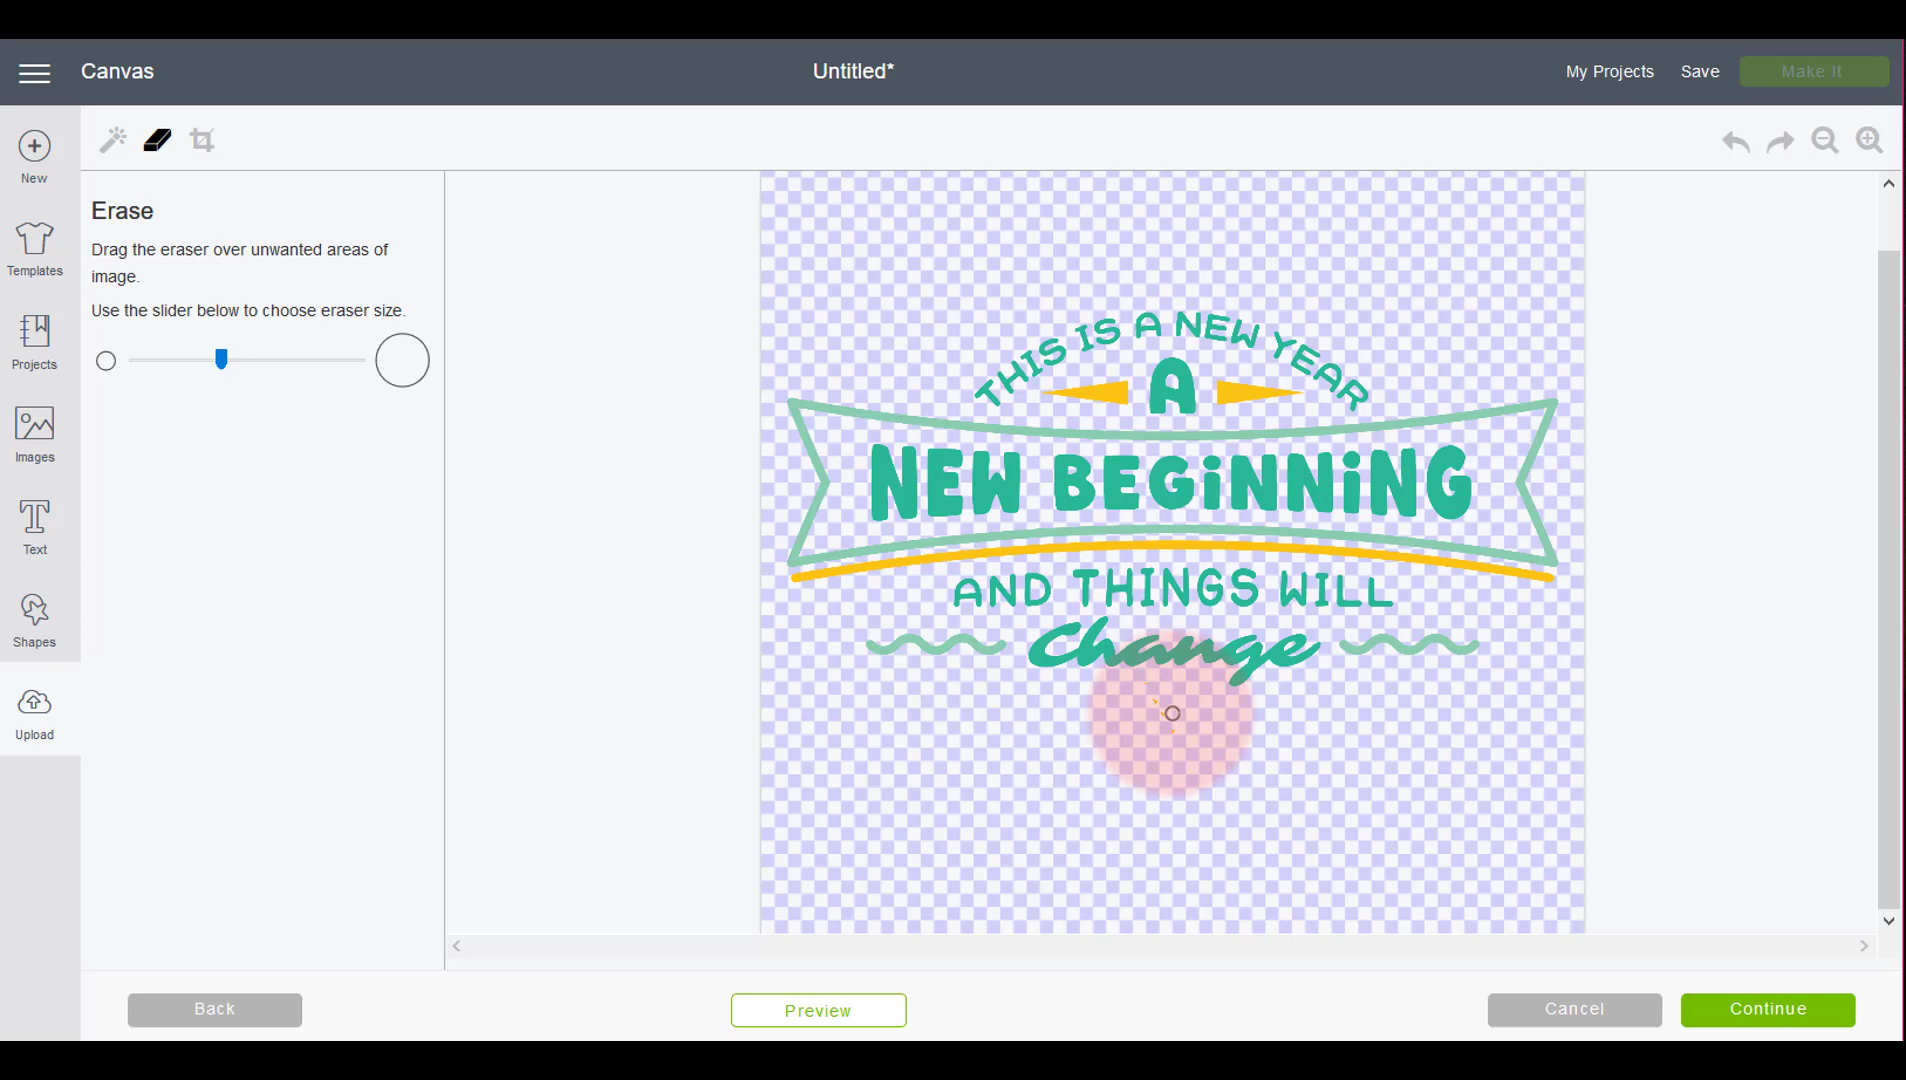 Canvas
Untitled*
My Projects
Save
Make It
New
Templates
Projects
Images
Text
Shapes
Upload
Erase
Drag the eraser over unwanted areas of
image.
Use the slider below to choose eraser size.
THIS IS A NEW YEAR
A
NEW BEGiNNiNG
AND THINGS WILL
Change
Back
Preview
Cancel
Continue